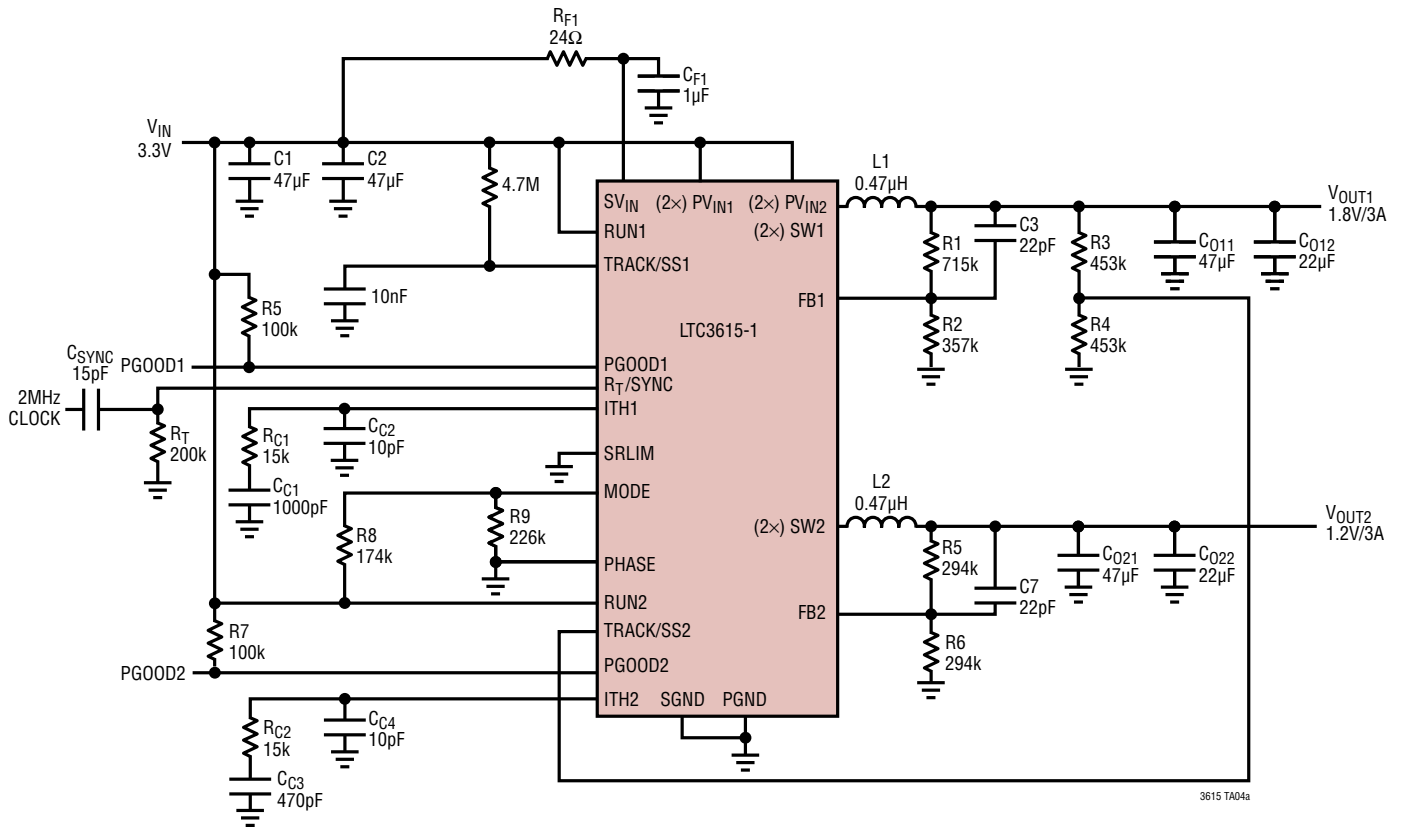 RF1
24Ω
CF1
1µF
VIN
3.3V
C1
47µF
C2
47µF
4.7M
10nF
R5
100k
PGOOD1
CSYNC
15pF
2MHz
CLOCK
RT
200k
RC1
15k
CC1
1000pF
CC2
10pF
R8
174k
R9
226k
R7
100k
PGOOD2
RC2
15k
CC3
470pF
CC4
10pF
SVIN
(2×) PVIN1
(2×) PVIN2
RUN1
(2×) SW1
TRACK/SS1
FB1
LTC3615-1
PGOOD1
RT/SYNC
ITH1
SRLIM
MODE
(2×) SW2
PHASE
RUN2
FB2
TRACK/SS2
PGOOD2
ITH2
SGND
PGND
L1
0.47µH
R1
715k
C3
22pF
R3
453k
CO11
47µF
CO12
22µF
VOUT1
1.8V/3A
R2
357k
R4
453k
L2
0.47µH
R5
294k
C7
22pF
CO21
47µF
CO22
22µF
VOUT2
1.2V/3A
R6
294k
3615 TA04a